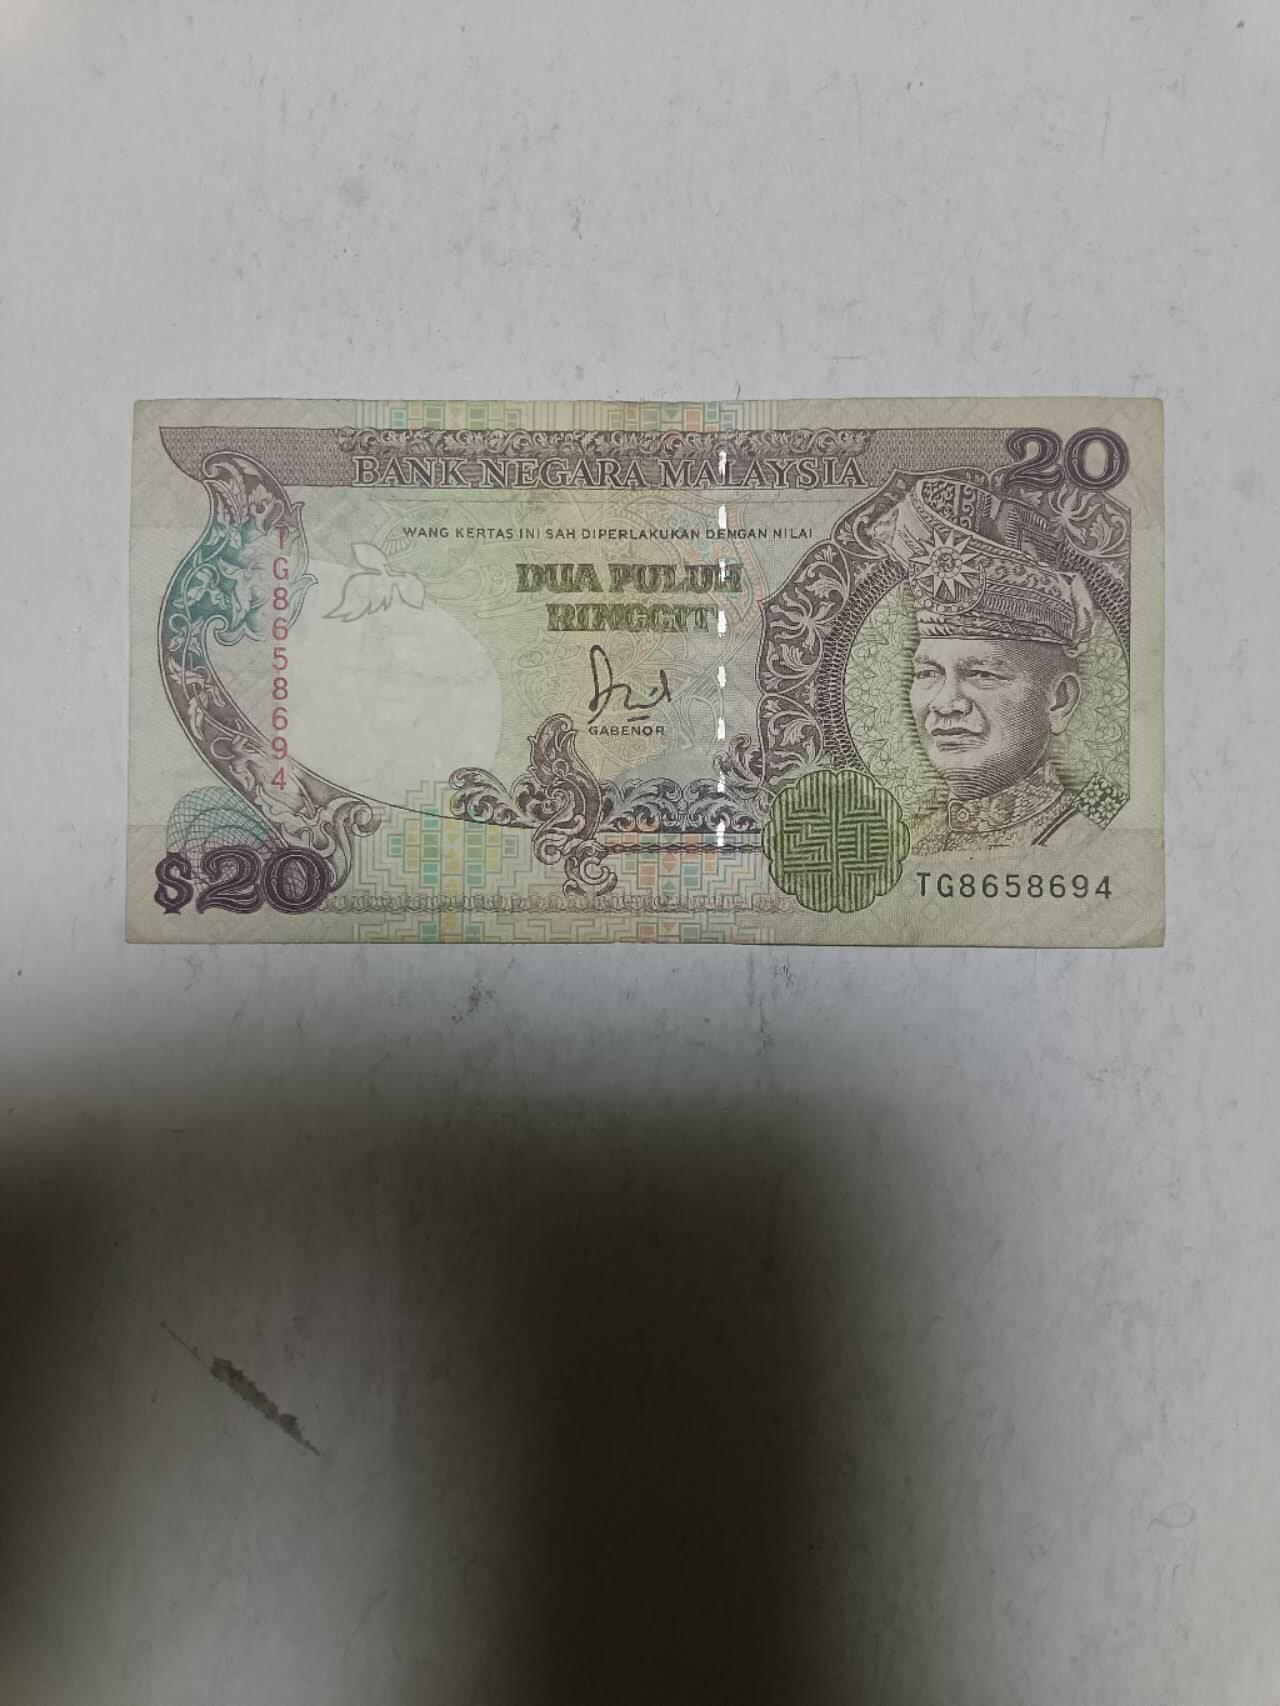 BANK NEGARA MALAYSIA
20
WANG KERTAS INI SAH DIPERLAKUKAN DENGAN NILAI
DUA PULUH
RINGGIT
GABENOR
TG8658694
$20
TG8658694